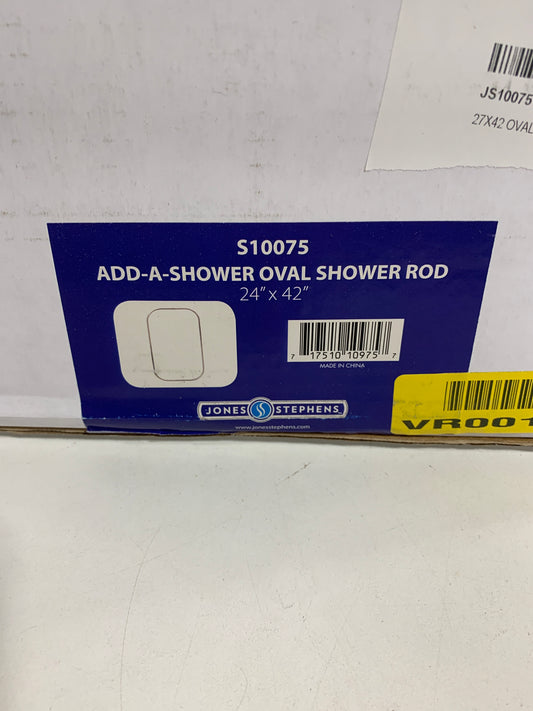 JS10075
27X42 OVAL
S10075
ADD-A-SHOWER OVAL SHOWER ROD
24" x 42"
7 17510 10975 7
MADE IN CHINA
JONES STEPHENS
www.jonesstephens.com
VR001